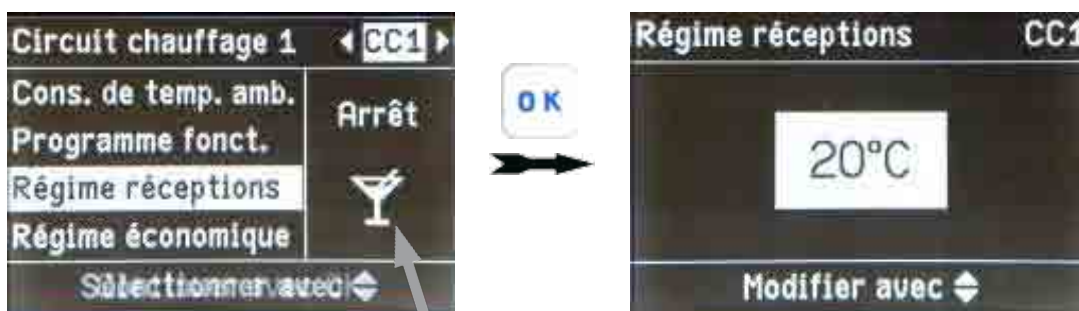 Circuit chauffage 1 CC1
Cons. de temp. amb.
Programme fonct.
Régime réceptions
Régime économique
Arrêt
OK
Régime réceptions CC1
20°C
Modifier avec